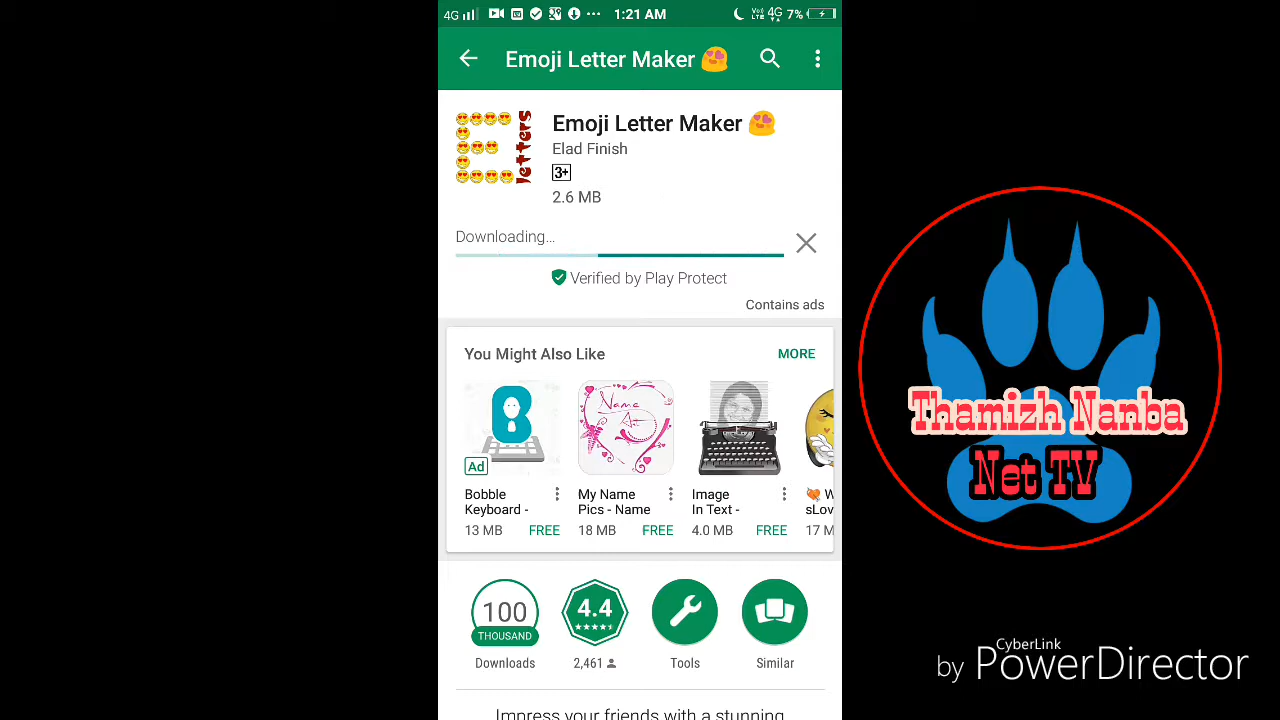 4G 1:21 AM 4G 7%
Emoji Letter Maker 😍
Emoji Letter Maker 😍
Elad Finish
3+
2.6 MB
letters
Downloading...
Verified by Play Protect
Contains ads
You Might Also Like MORE
Ad
Bobble
Keyboard -
13 MB FREE
My Name
Pics - Name
18 MB FREE
Image
In Text -
4.0 MB FREE
💘 W
sLov
17 M
100
THOUSAND
Downloads
4.4
2,461
Tools
Similar
Impress your friends with a stunning
Thamizh Nanba
Net TV
CyberLink
by PowerDirector